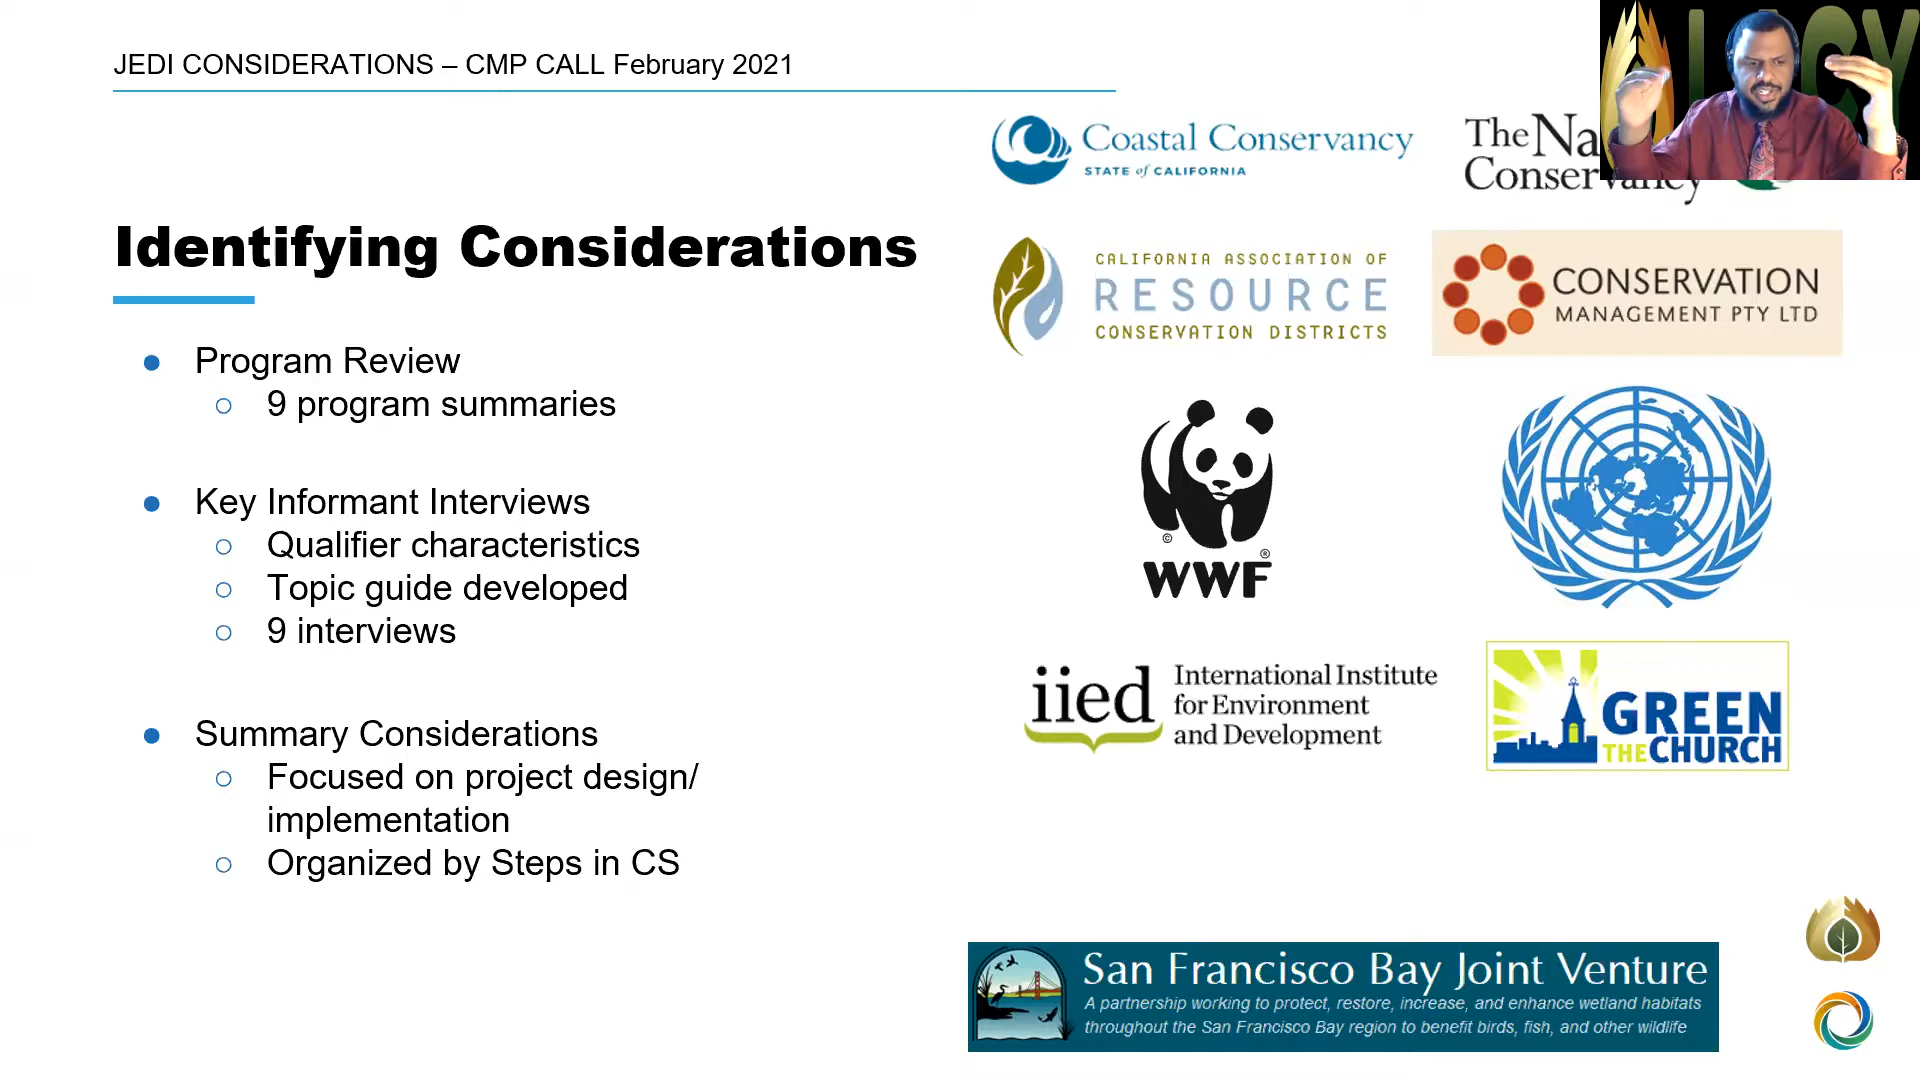 JEDI CONSIDERATIONS – CMP CALL February 2021
Identifying Considerations
● Program Review
○ 9 program summaries
● Key Informant Interviews
○ Qualifier characteristics
○ Topic guide developed
○ 9 interviews
● Summary Considerations
○ Focused on project design/
implementation
○ Organized by Steps in CS
Coastal Conservancy
STATE of CALIFORNIA
The Na
Conservancy
CALIFORNIA ASSOCIATION OF
RESOURCE
CONSERVATION DISTRICTS
CONSERVATION
MANAGEMENT PTY LTD
©
®
WWF
iied
International Institute
for Environment
and Development
GREEN
THE CHURCH
San Francisco Bay Joint Venture
A partnership working to protect, restore, increase, and enhance wetland habitats
throughout the San Francisco Bay region to benefit birds, fish, and other wildlife